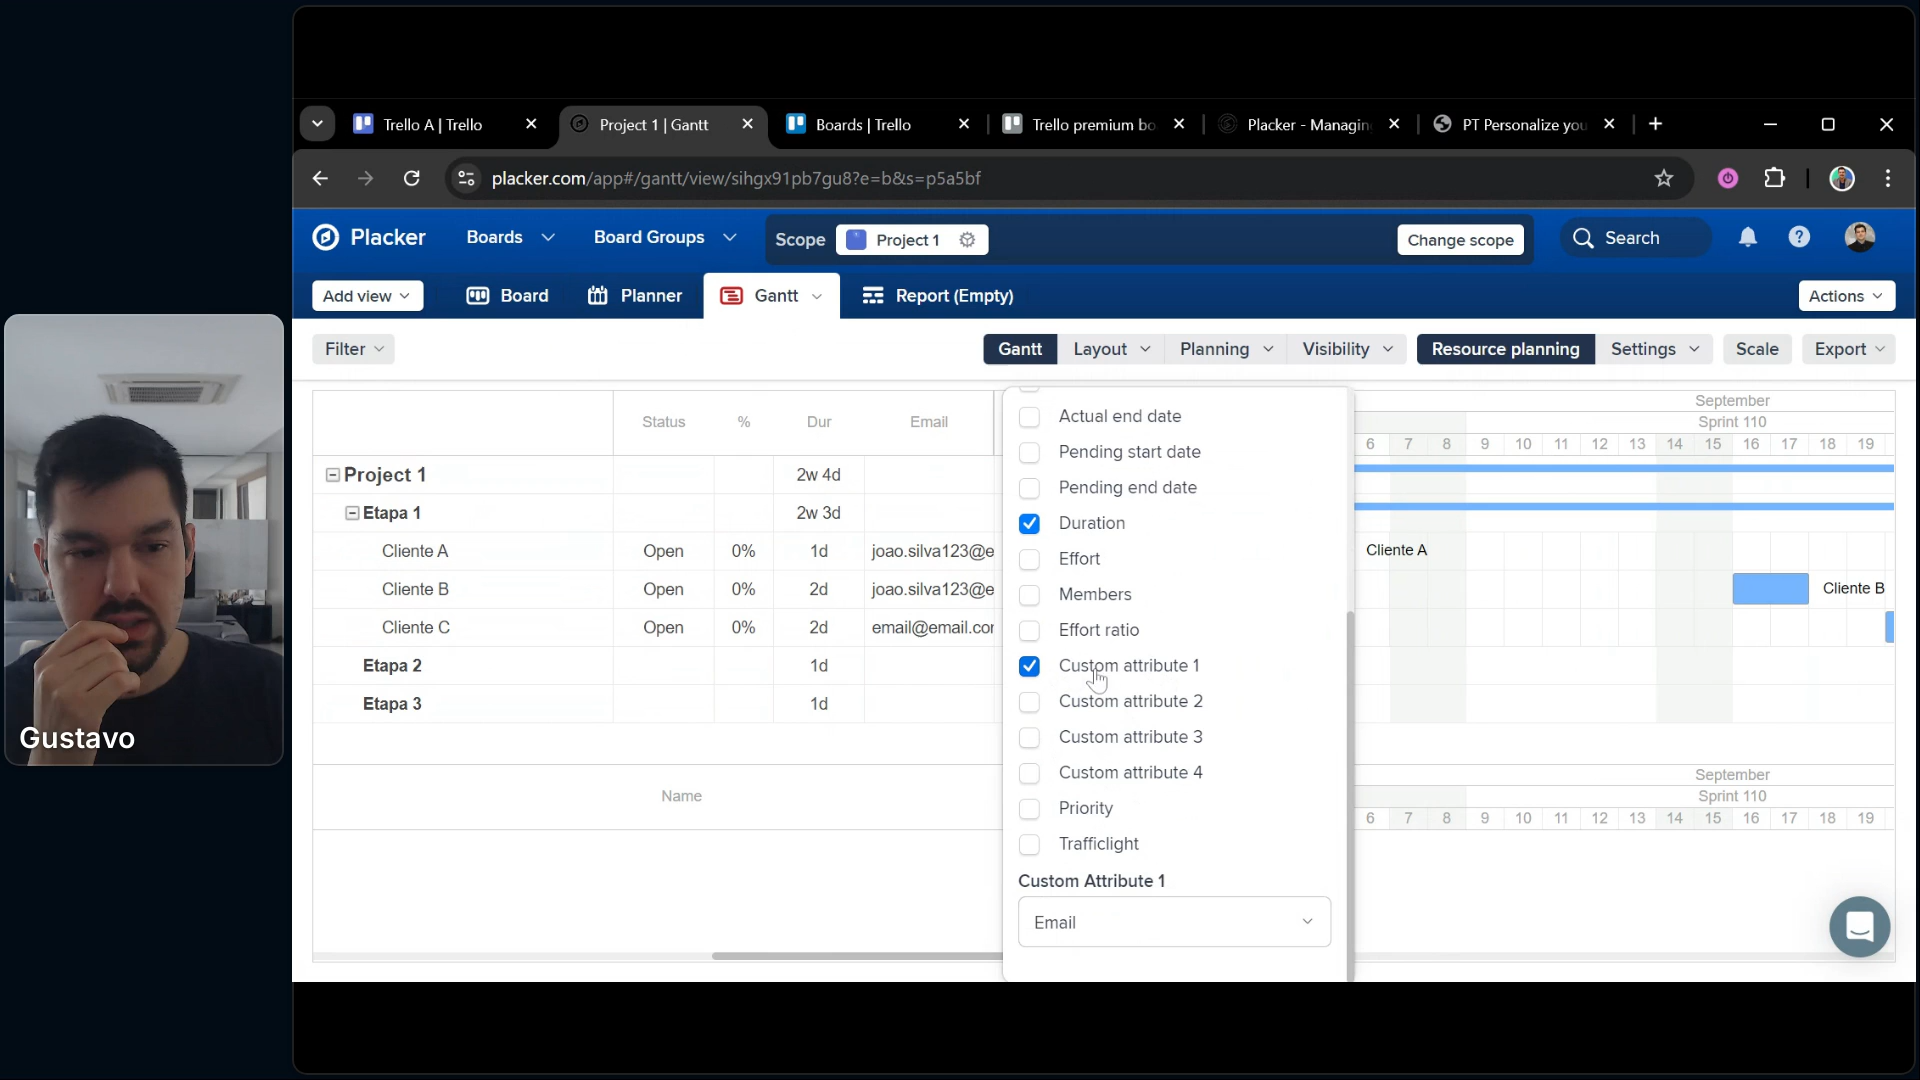 Trello A | Trello
Project 1 | Gantt
Boards | Trello
Trello premium bo
Placker - Managin
PT Personalize you
placker.com/app#/gantt/view/sihgx91pb7gu8?e=b&s=p5a5bf
Placker
Boards
Board Groups
Scope
Project 1
Change scope
Search
Add view
Board
Planner
Gantt
Report (Empty)
Actions
Filter
Gantt
Layout
Planning
Visibility
Resource planning
Settings
Scale
Export
Status
%
Dur
Email
September
Sprint 110
6 7 8 9 10 11 12 13 14 15 16 17 18 19
Project 1 2w 4d
Etapa 1 2w 3d
Cliente A Open 0% 1d joao.silva123@e
Cliente B Open 0% 2d joao.silva123@e
Cliente C Open 0% 2d email@email.cor
Etapa 2 1d
Etapa 3 1d
Cliente A
Cliente B
Actual end date
Pending start date
Pending end date
Duration
Effort
Members
Effort ratio
Custom attribute 1
Custom attribute 2
Custom attribute 3
Custom attribute 4
Priority
Trafficlight
Custom Attribute 1
Email
Name
September
Sprint 110
6 7 8 9 10 11 12 13 14 15 16 17 18 19
Gustavo